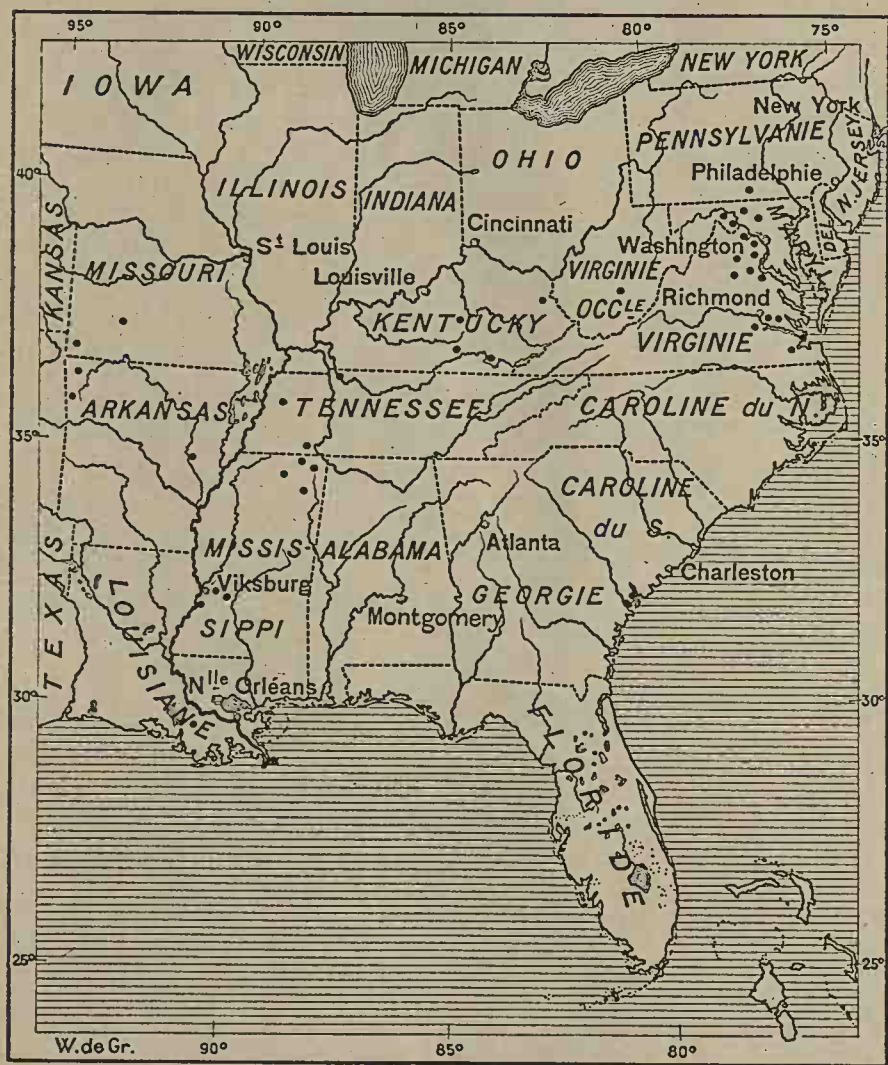 95° 90° 85° 80° 75°
WISCONSIN
MICHIGAN
NEW YORK
IOWA
New York
PENNSYLVANIE
OHIO
Philadelphie
N. JERSEY
40°
ILLINOIS
INDIANA
DEL
MARYL
KANSAS
Cincinnati
St Louis
Washington
MISSOURI
Louisville
VIRGINIE
OCCLE
Richmond
KENTUCKY
VIRGINIE
ARKANSAS
TENNESSEE
CAROLINE du N.
35° 35°
CAROLINE
du S.
MISSIS-
SIPPI
ALABAMA
Atlanta
Charleston
TEXAS
LOUISIANE
Viksburg
GEORGIE
Montgomery
Nlle Orléans
30° 30°
FLORIDE
25° 25°
W. de Gr.
90° 85° 80°